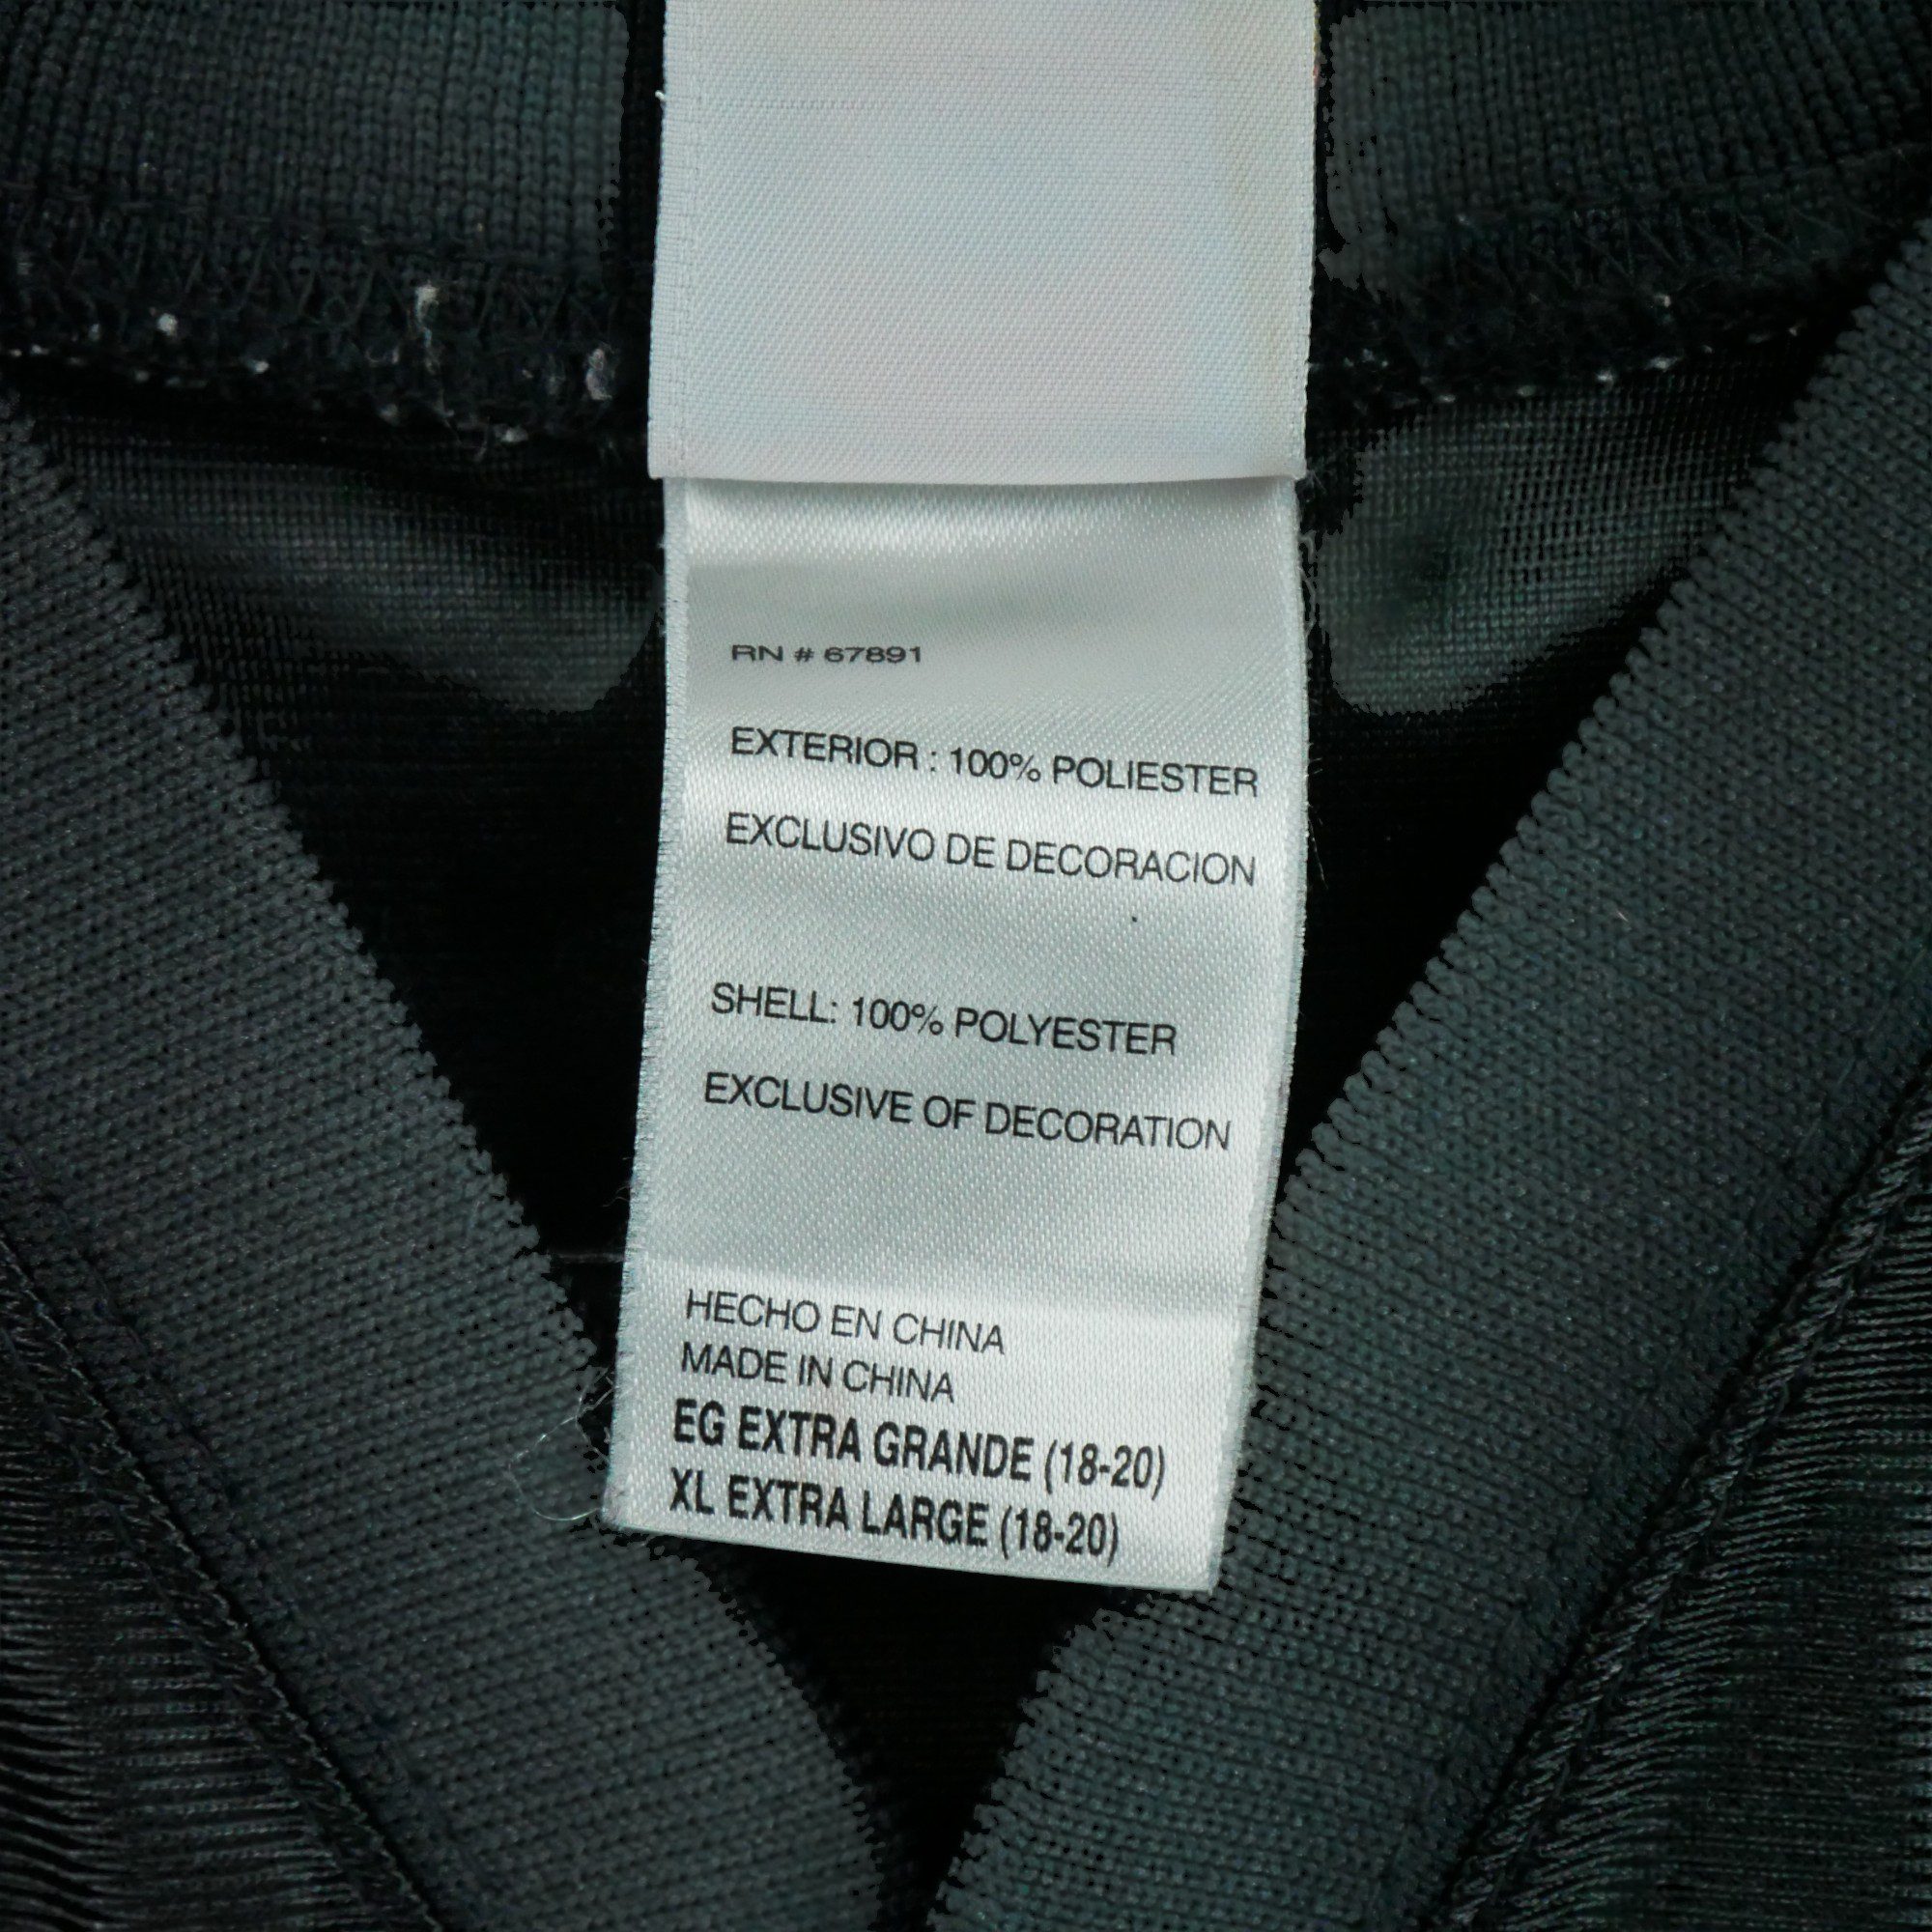 RN # 67891
EXTERIOR : 100% POLIESTER
EXCLUSIVO DE DECORACION
SHELL: 100% POLYESTER
EXCLUSIVE OF DECORATION
HECHO EN CHINA
MADE IN CHINA
EG EXTRA GRANDE (18-20)
XL EXTRA LARGE (18-20)